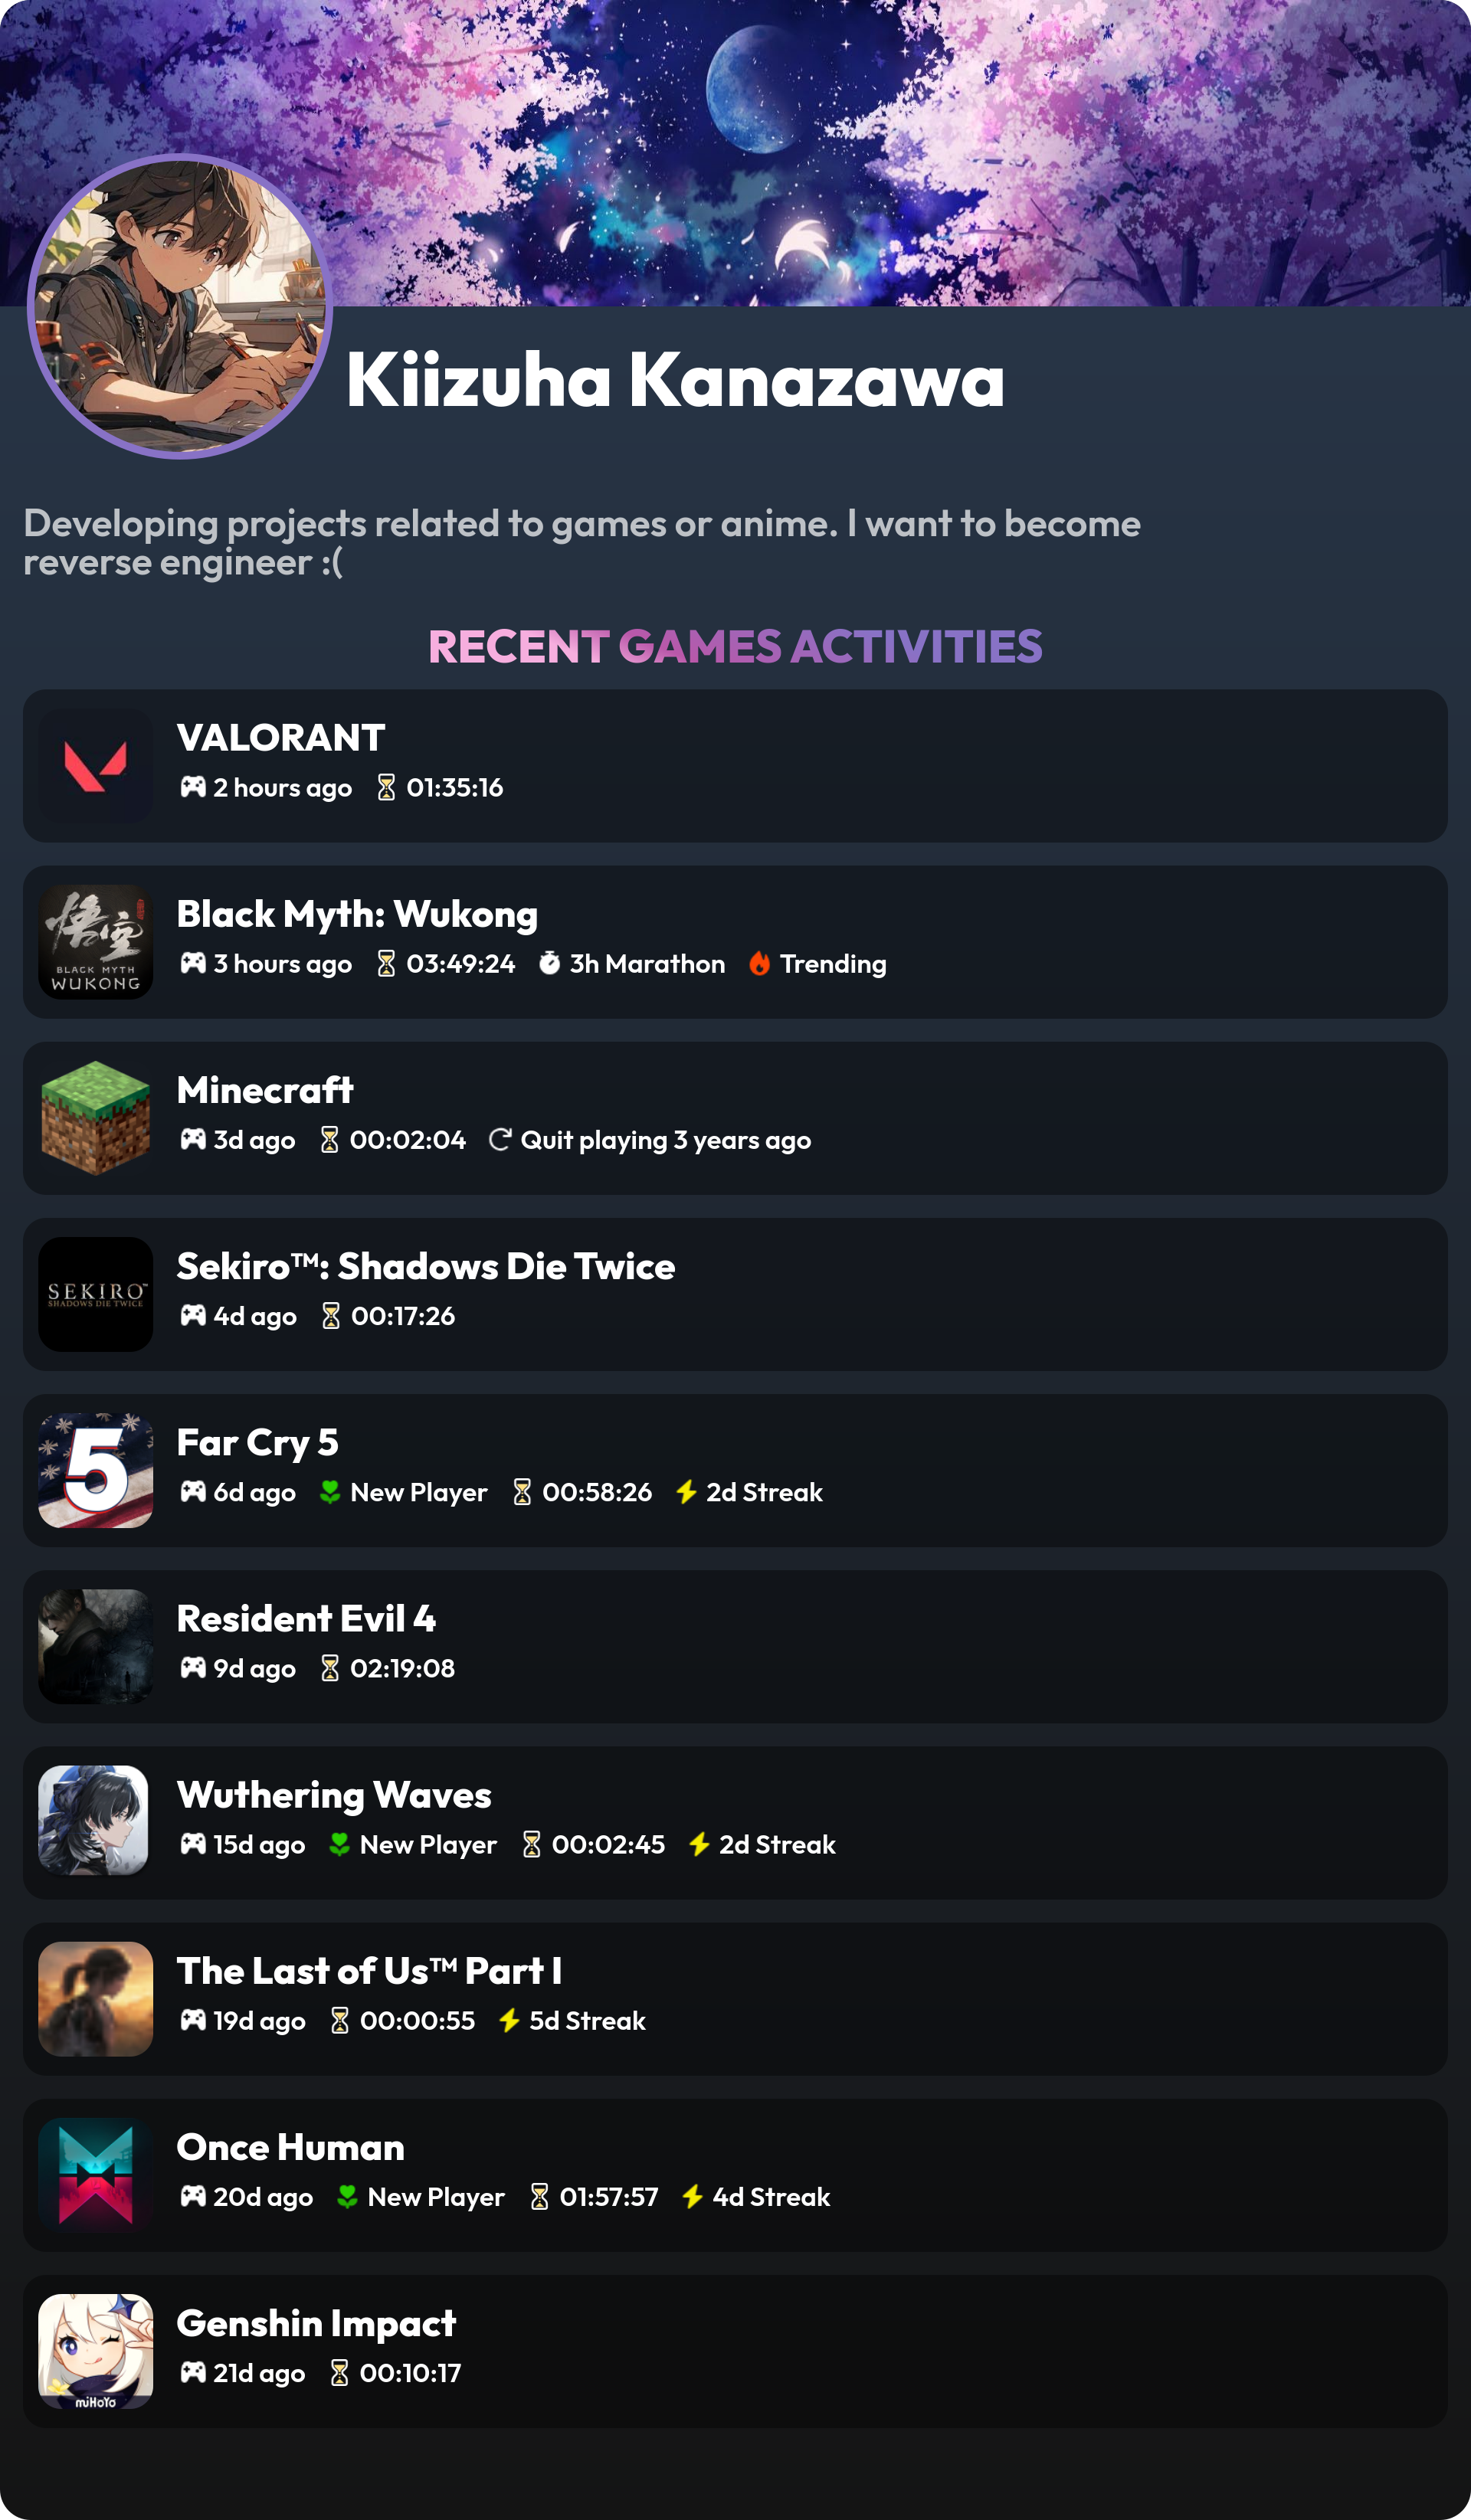 Kiizuha Kanazawa
Developing projects related to games or anime. I want to become
reverse engineer :(
RECENT GAMES ACTIVITIES
VALORANT
2 hours ago 01:35:16
悟空
BLACK MYTH
WUKONG
Black Myth: Wukong
3 hours ago 03:49:24 3h Marathon Trending
Minecraft
3d ago 00:02:04 Quit playing 3 years ago
SEKIRO™
SHADOWS DIE TWICE
Sekiro™: Shadows Die Twice
4d ago 00:17:26
5
Far Cry 5
6d ago New Player 00:58:26 2d Streak
Resident Evil 4
9d ago 02:19:08
Wuthering Waves
15d ago New Player 00:02:45 2d Streak
The Last of Us™ Part I
19d ago 00:00:55 5d Streak
Once Human
20d ago New Player 01:57:57 4d Streak
miHoYo
Genshin Impact
21d ago 00:10:17